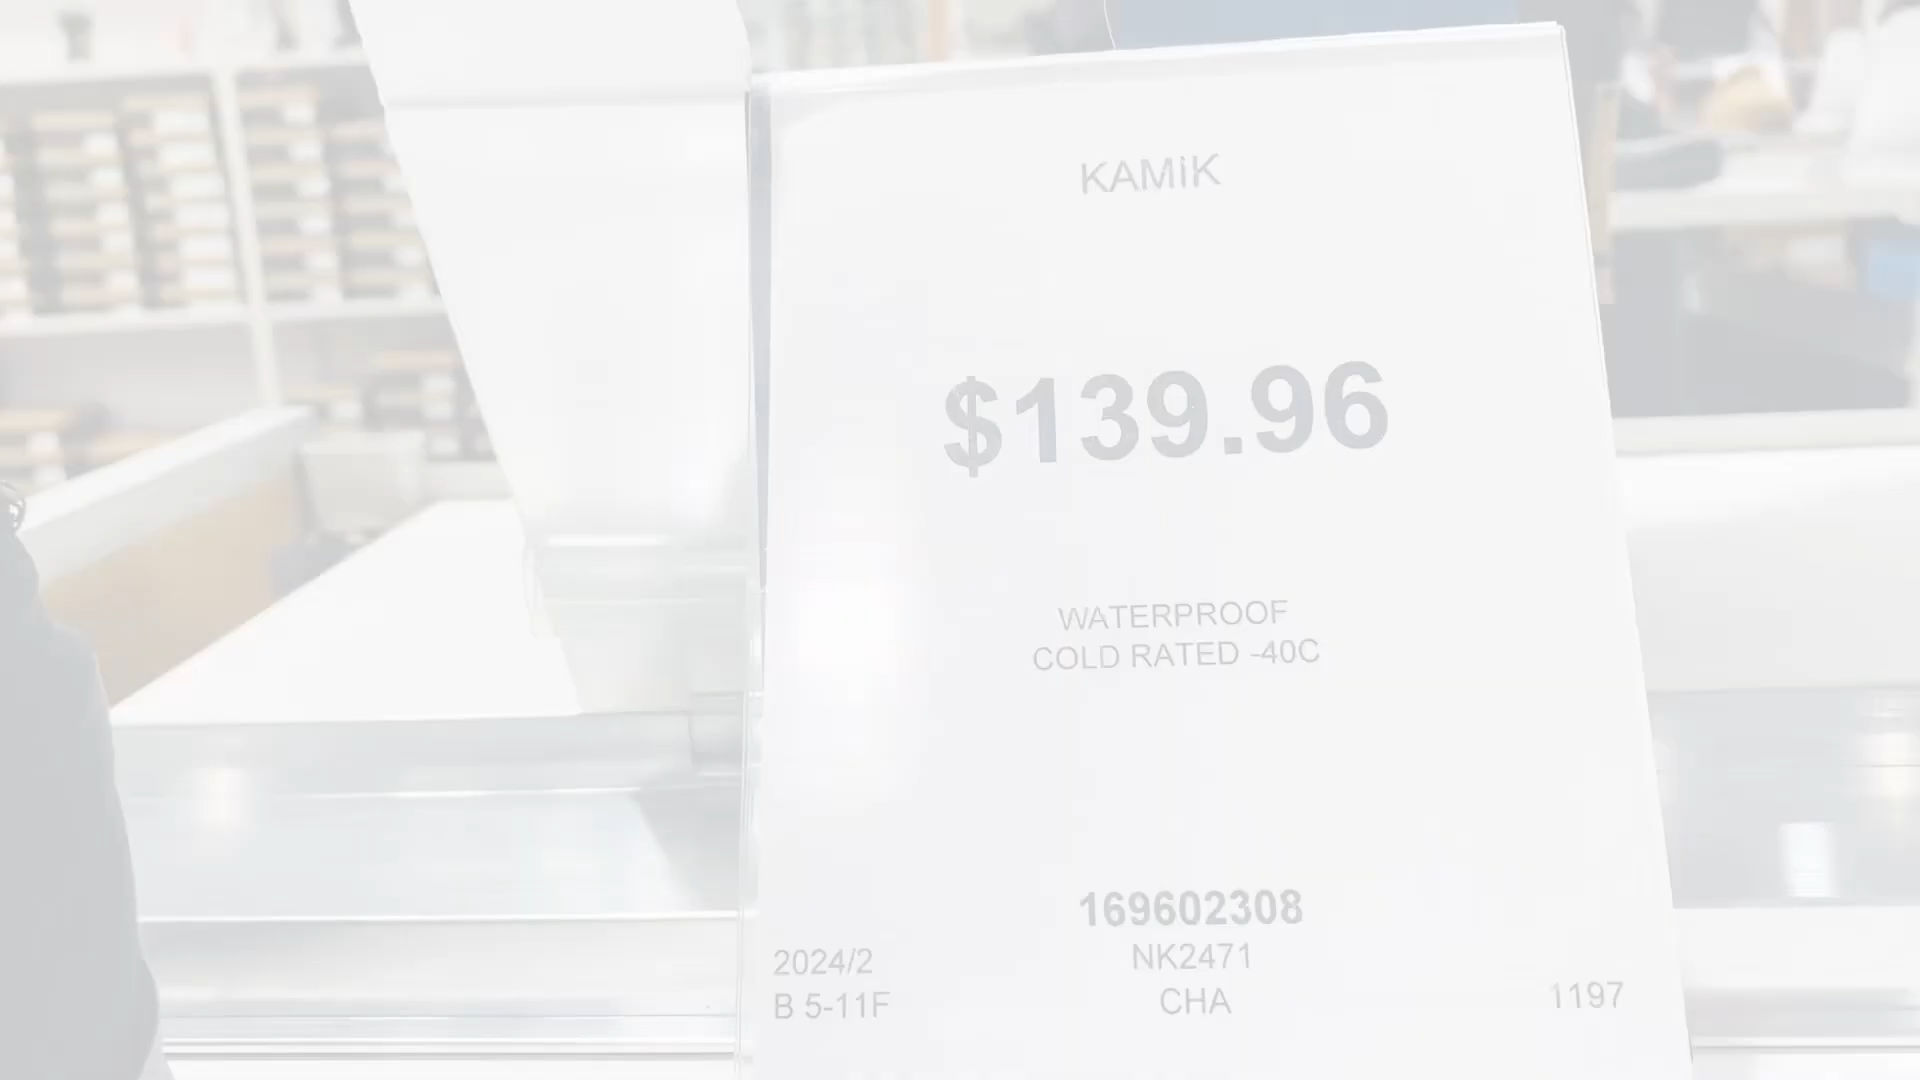 KAMiK
$139.96
WATERPROOF
COLD RATED -40C
169602308
2024/2
NK2471
B 5-11F
CHA
1197